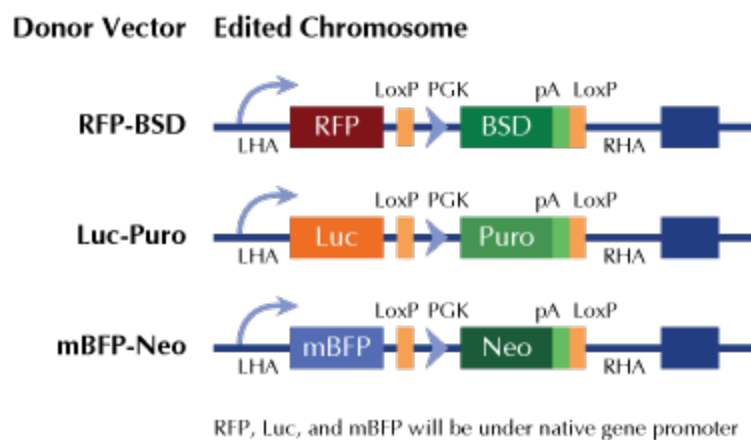 Donor Vector Edited Chromosome
LoxP PGK pA LoxP
RFP-BSD RFP BSD
LHA RHA
LoxP PGK pA LoxP
Luc-Puro Luc Puro
LHA RHA
LoxP PGK pA LoxP
mBFP-Neo mBFP Neo
LHA RHA
RFP, Luc, and mBFP will be under native gene promoter